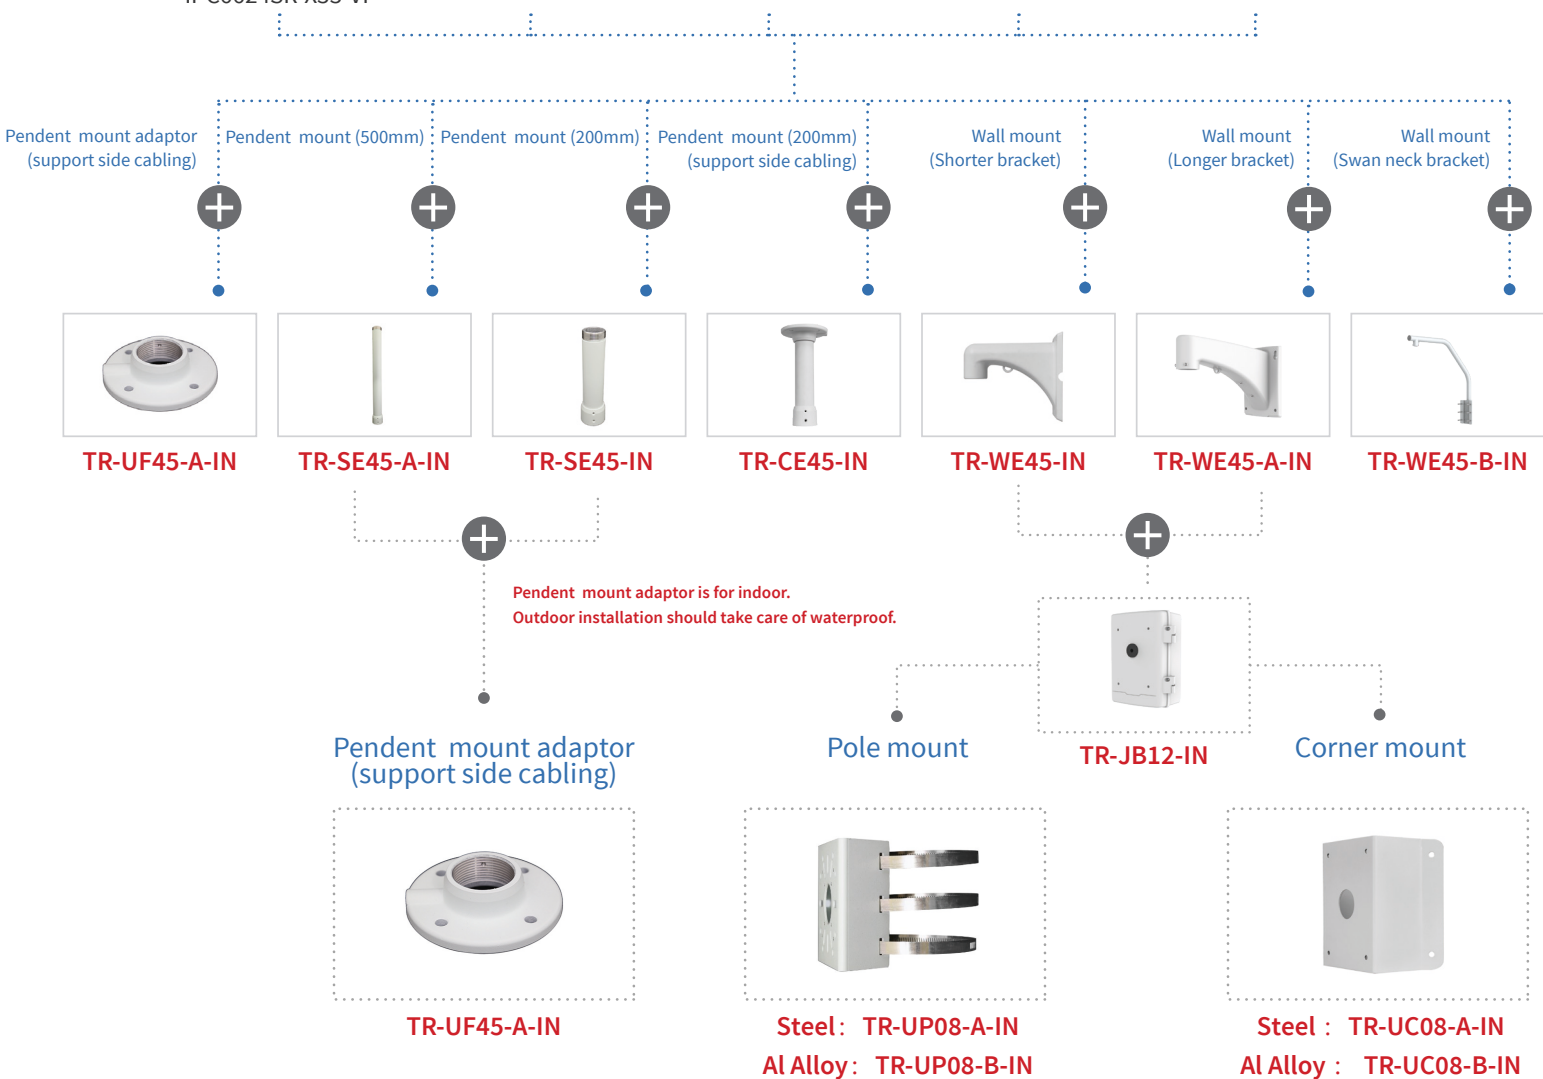 Pendent mount adaptor
(support side cabling)
Pendent mount (500mm)
Pendent mount (200mm)
Pendent mount (200mm)
(support side cabling)
Wall mount
(Shorter bracket)
Wall mount
(Longer bracket)
Wall mount
(Swan neck bracket)
TR-UF45-A-IN
TR-SE45-A-IN
TR-SE45-IN
TR-CE45-IN
TR-WE45-IN
TR-WE45-A-IN
TR-WE45-B-IN
Pendent mount adaptor is for indoor.
Outdoor installation should take care of waterproof.
Pendent mount adaptor
(support side cabling)
Pole mount
TR-JB12-IN
Corner mount
TR-UF45-A-IN
Steel: TR-UP08-A-IN
Al Alloy: TR-UP08-B-IN
Steel : TR-UC08-A-IN
Al Alloy : TR-UC08-B-IN